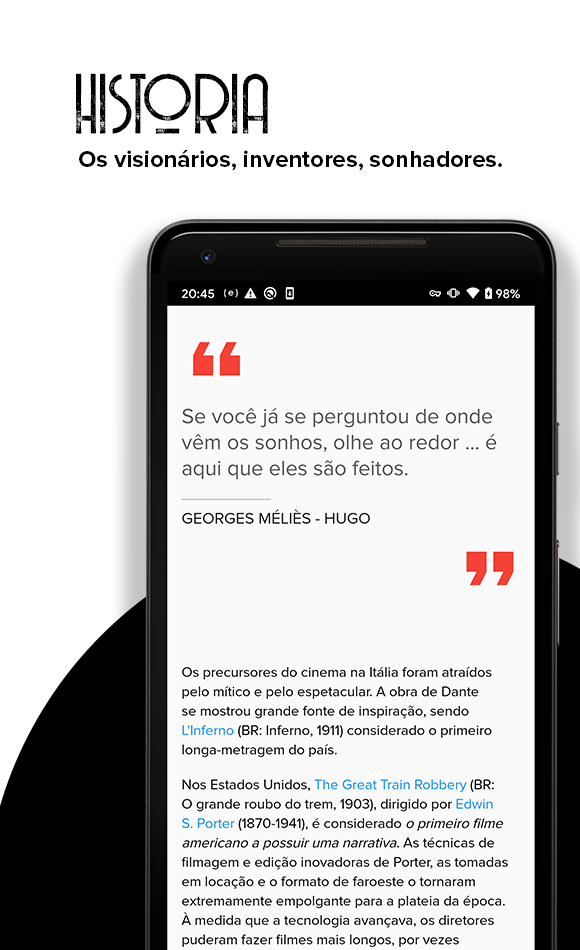 HISTORIA
Os visionários, inventores, sonhadores.
20:45 98%
“
Se você já se perguntou de onde
vêm os sonhos, olhe ao redor ... é
aqui que eles são feitos.
GEORGES MÉLIÈS - HUGO
”
Os precursores do cinema na Itália foram atraídos
pelo mítico e pelo espetacular. A obra de Dante
se mostrou grande fonte de inspiração, sendo
L'Inferno (BR: Inferno, 1911) considerado o primeiro
longa-metragem do país.
Nos Estados Unidos, The Great Train Robbery (BR:
O grande roubo do trem, 1903), dirigido por Edwin
S. Porter (1870-1941), é considerado o primeiro filme
americano a possuir uma narrativa. As técnicas de
filmagem e edição inovadoras de Porter, as tomadas
em locação e o formato de faroeste o tornaram
extremamente empolgante para a plateia da época.
À medida que a tecnologia avançava, os diretores
puderam fazer filmes mais longos, por vezes